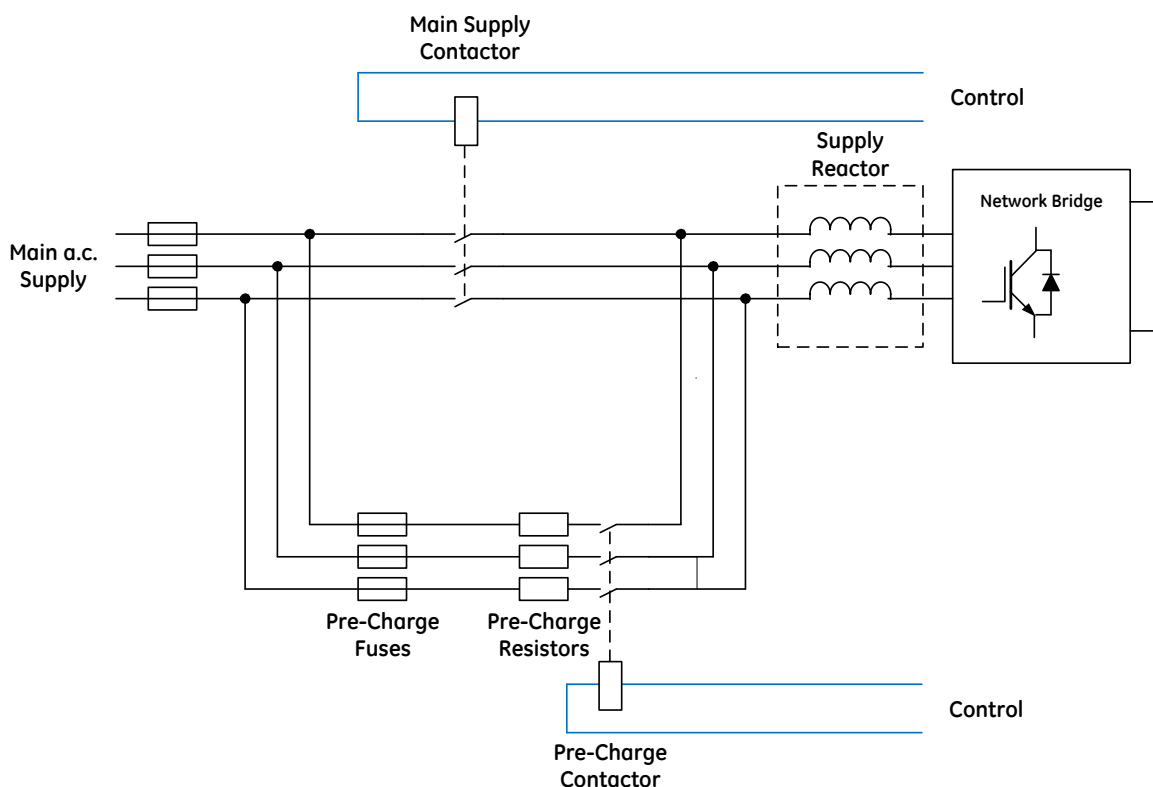 Main Supply
Contactor
Control
Supply
Reactor
Network Bridge
Main a.c.
Supply
Pre-Charge
Fuses
Pre-Charge
Resistors
Control
Pre-Charge
Contactor